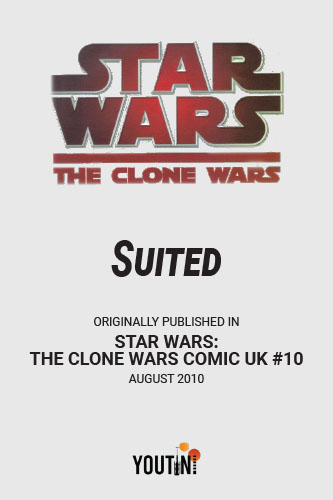 STAR
WARS
THE CLONE WARS
SUITED
ORIGINALLY PUBLISHED IN
STAR WARS:
THE CLONE WARS COMIC UK #10
AUGUST 2010
YOUTINI